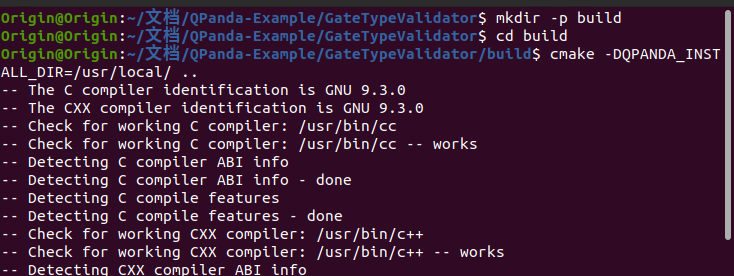 Origin@Origin:~/文档/QPanda-Example/GateTypeValidator$ mkdir -p build
Origin@Origin:~/文档/QPanda-Example/GateTypeValidator$ cd build
Origin@Origin:~/文档/QPanda-Example/GateTypeValidator/build$ cmake -DQPANDA_INST
ALL_DIR=/usr/local/ ..
-- The C compiler identification is GNU 9.3.0
-- The CXX compiler identification is GNU 9.3.0
-- Check for working C compiler: /usr/bin/cc
-- Check for working C compiler: /usr/bin/cc -- works
-- Detecting C compiler ABI info
-- Detecting C compiler ABI info - done
-- Detecting C compile features
-- Detecting C compile features - done
-- Check for working CXX compiler: /usr/bin/c++
-- Check for working CXX compiler: /usr/bin/c++ -- works
-- Detecting CXX compiler ABI info